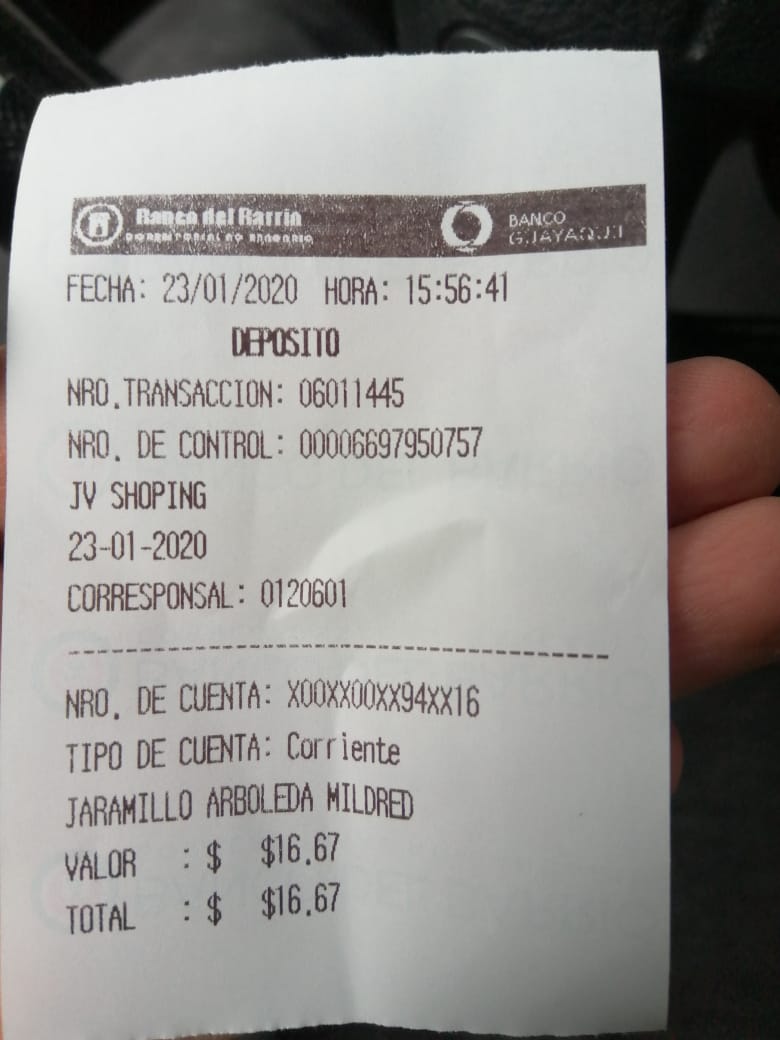 Banco del Barrio
CORRESPONSAL NO BANCARIO
BANCO
GUAYAQUIL
FECHA: 23/01/2020 HORA: 15:56:41
DEPOSITO
NRO.TRANSACCION: 06011445
NRO. DE CONTROL: 00006697950757
JV SHOPING
23-01-2020
CORRESPONSAL: 0120601
NRO. DE CUENTA: X00XX00XX94XX16
TIPO DE CUENTA: Corriente
JARAMILLO ARBOLEDA MILDRED
VALOR : $ $16.67
TOTAL : $ $16.67